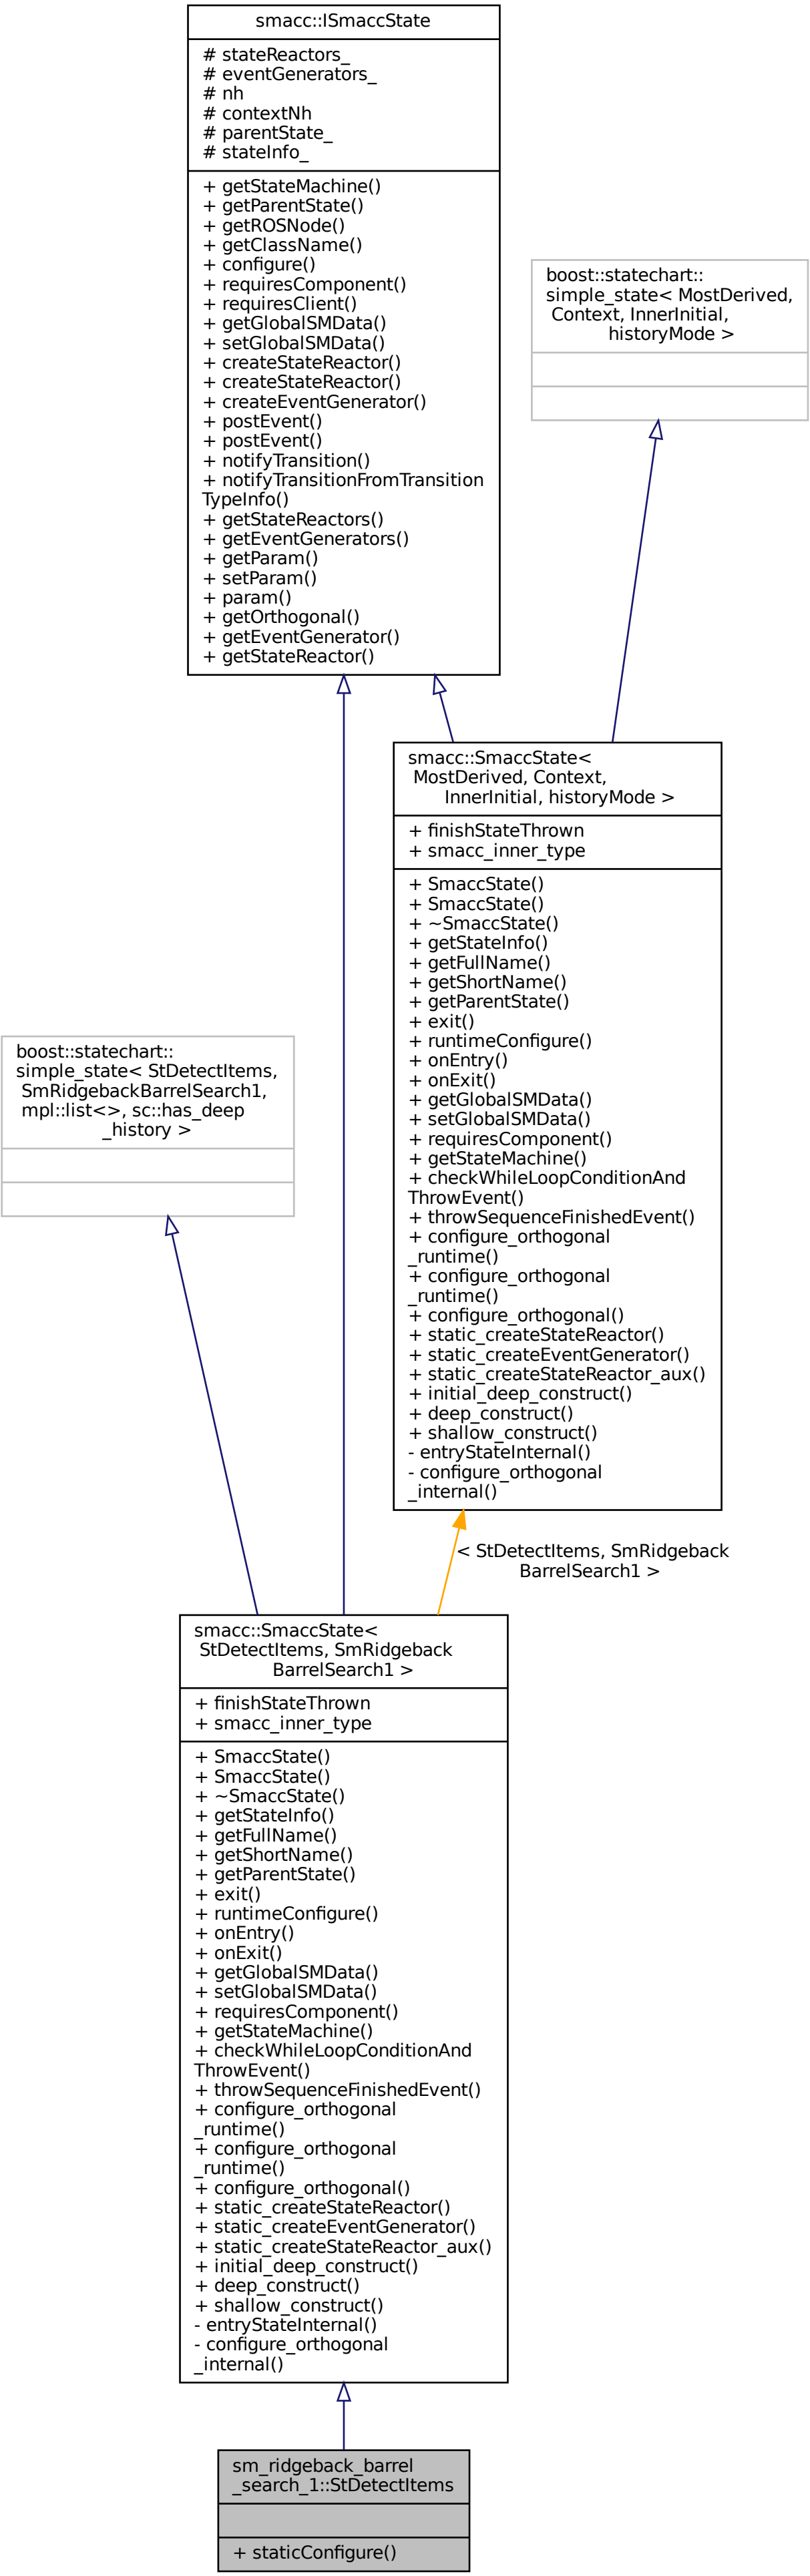 smacc::ISmaccState
# stateReactors_
# eventGenerators_
# nh
# contextNh
# parentState_
# stateInfo_
+ getStateMachine()
+ getParentState()
+ getROSNode()
+ getClassName()
+ configure()
+ requiresComponent()
+ requiresClient()
+ getGlobalSMData()
+ setGlobalSMData()
+ createStateReactor()
+ createStateReactor()
+ createEventGenerator()
+ postEvent()
+ postEvent()
+ notifyTransition()
+ notifyTransitionFromTransition
TypeInfo()
+ getStateReactors()
+ getEventGenerators()
+ getParam()
+ setParam()
+ param()
+ getOrthogonal()
+ getEventGenerator()
+ getStateReactor()
boost::statechart::
simple_state< MostDerived,
Context, InnerInitial,
historyMode >
smacc::SmaccState<
MostDerived, Context,
InnerInitial, historyMode >
+ finishStateThrown
+ smacc_inner_type
+ SmaccState()
+ SmaccState()
+ ~SmaccState()
+ getStateInfo()
+ getFullName()
+ getShortName()
+ getParentState()
+ exit()
+ runtimeConfigure()
+ onEntry()
+ onExit()
+ getGlobalSMData()
+ setGlobalSMData()
+ requiresComponent()
+ getStateMachine()
+ checkWhileLoopConditionAnd
ThrowEvent()
+ throwSequenceFinishedEvent()
+ configure_orthogonal
_runtime()
+ configure_orthogonal
_runtime()
+ configure_orthogonal()
+ static_createStateReactor()
+ static_createEventGenerator()
+ static_createStateReactor_aux()
+ initial_deep_construct()
+ deep_construct()
+ shallow_construct()
- entryStateInternal()
- configure_orthogonal
_internal()
boost::statechart::
simple_state< StDetectItems,
SmRidgebackBarrelSearch1,
mpl::list<>, sc::has_deep
_history >
< StDetectItems, SmRidgeback
BarrelSearch1 >
smacc::SmaccState<
StDetectItems, SmRidgeback
BarrelSearch1 >
+ finishStateThrown
+ smacc_inner_type
+ SmaccState()
+ SmaccState()
+ ~SmaccState()
+ getStateInfo()
+ getFullName()
+ getShortName()
+ getParentState()
+ exit()
+ runtimeConfigure()
+ onEntry()
+ onExit()
+ getGlobalSMData()
+ setGlobalSMData()
+ requiresComponent()
+ getStateMachine()
+ checkWhileLoopConditionAnd
ThrowEvent()
+ throwSequenceFinishedEvent()
+ configure_orthogonal
_runtime()
+ configure_orthogonal
_runtime()
+ configure_orthogonal()
+ static_createStateReactor()
+ static_createEventGenerator()
+ static_createStateReactor_aux()
+ initial_deep_construct()
+ deep_construct()
+ shallow_construct()
- entryStateInternal()
- configure_orthogonal
_internal()
sm_ridgeback_barrel
_search_1::StDetectItems
+ staticConfigure()